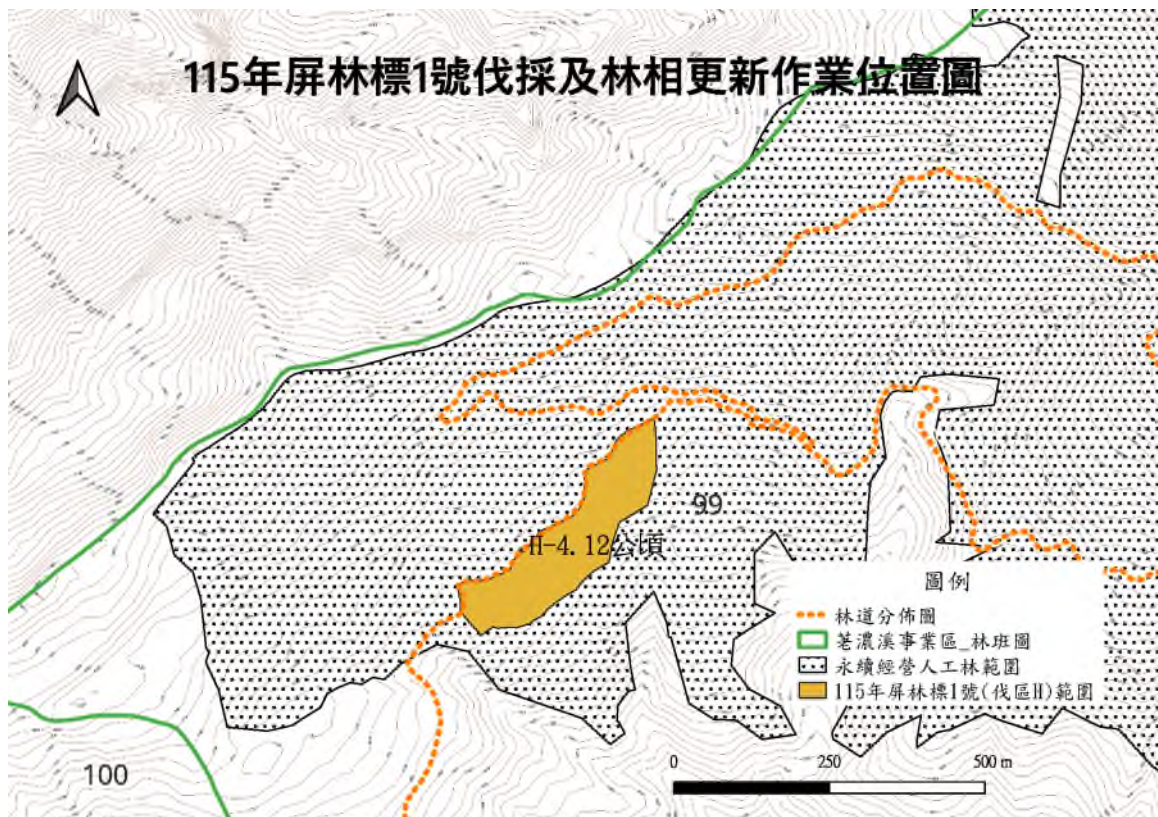 115年屏林標1號伐採及林相更新作業位置圖
99
H-4.12公頃
圖例
林道分佈圖
荖濃溪事業區_林班圖
永續經營人工林範圍
115年屏林標1號(伐區H)範圍
100
0 250 500 m